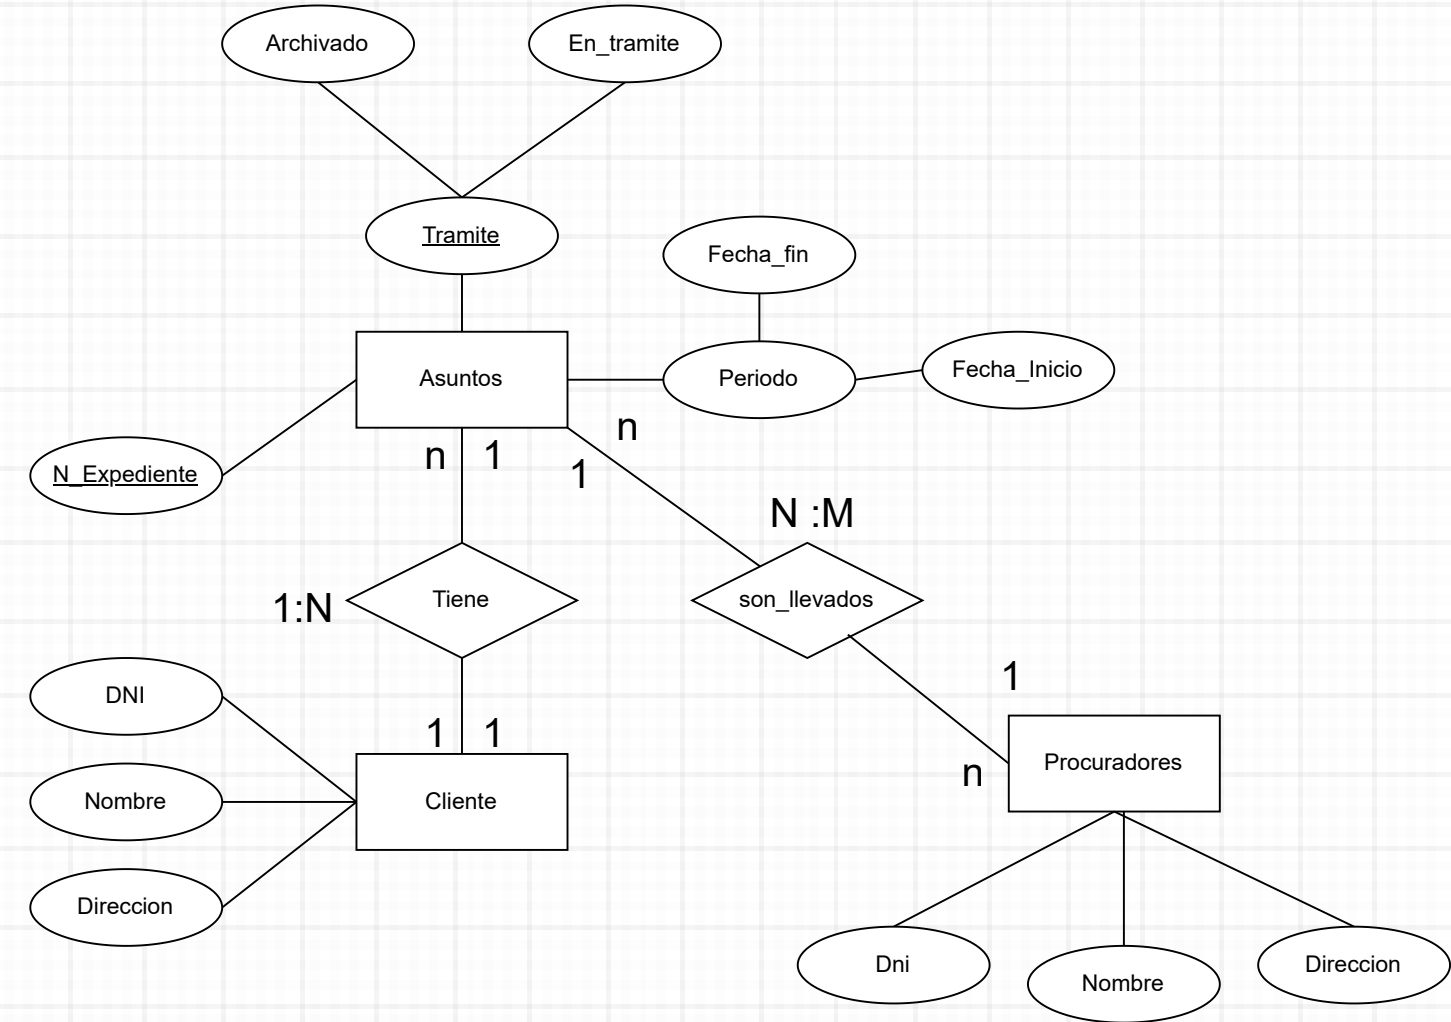 Archivado
En_tramite
Tramite
Fecha_fin
Asuntos
Periodo
Fecha_Inicio
n
n 1
1
N_Expediente
N :M
Tiene
son_llevados
1:N
1
DNI
1 1
Procuradores
n
Nombre
Cliente
Direccion
Dni
Nombre
Direccion